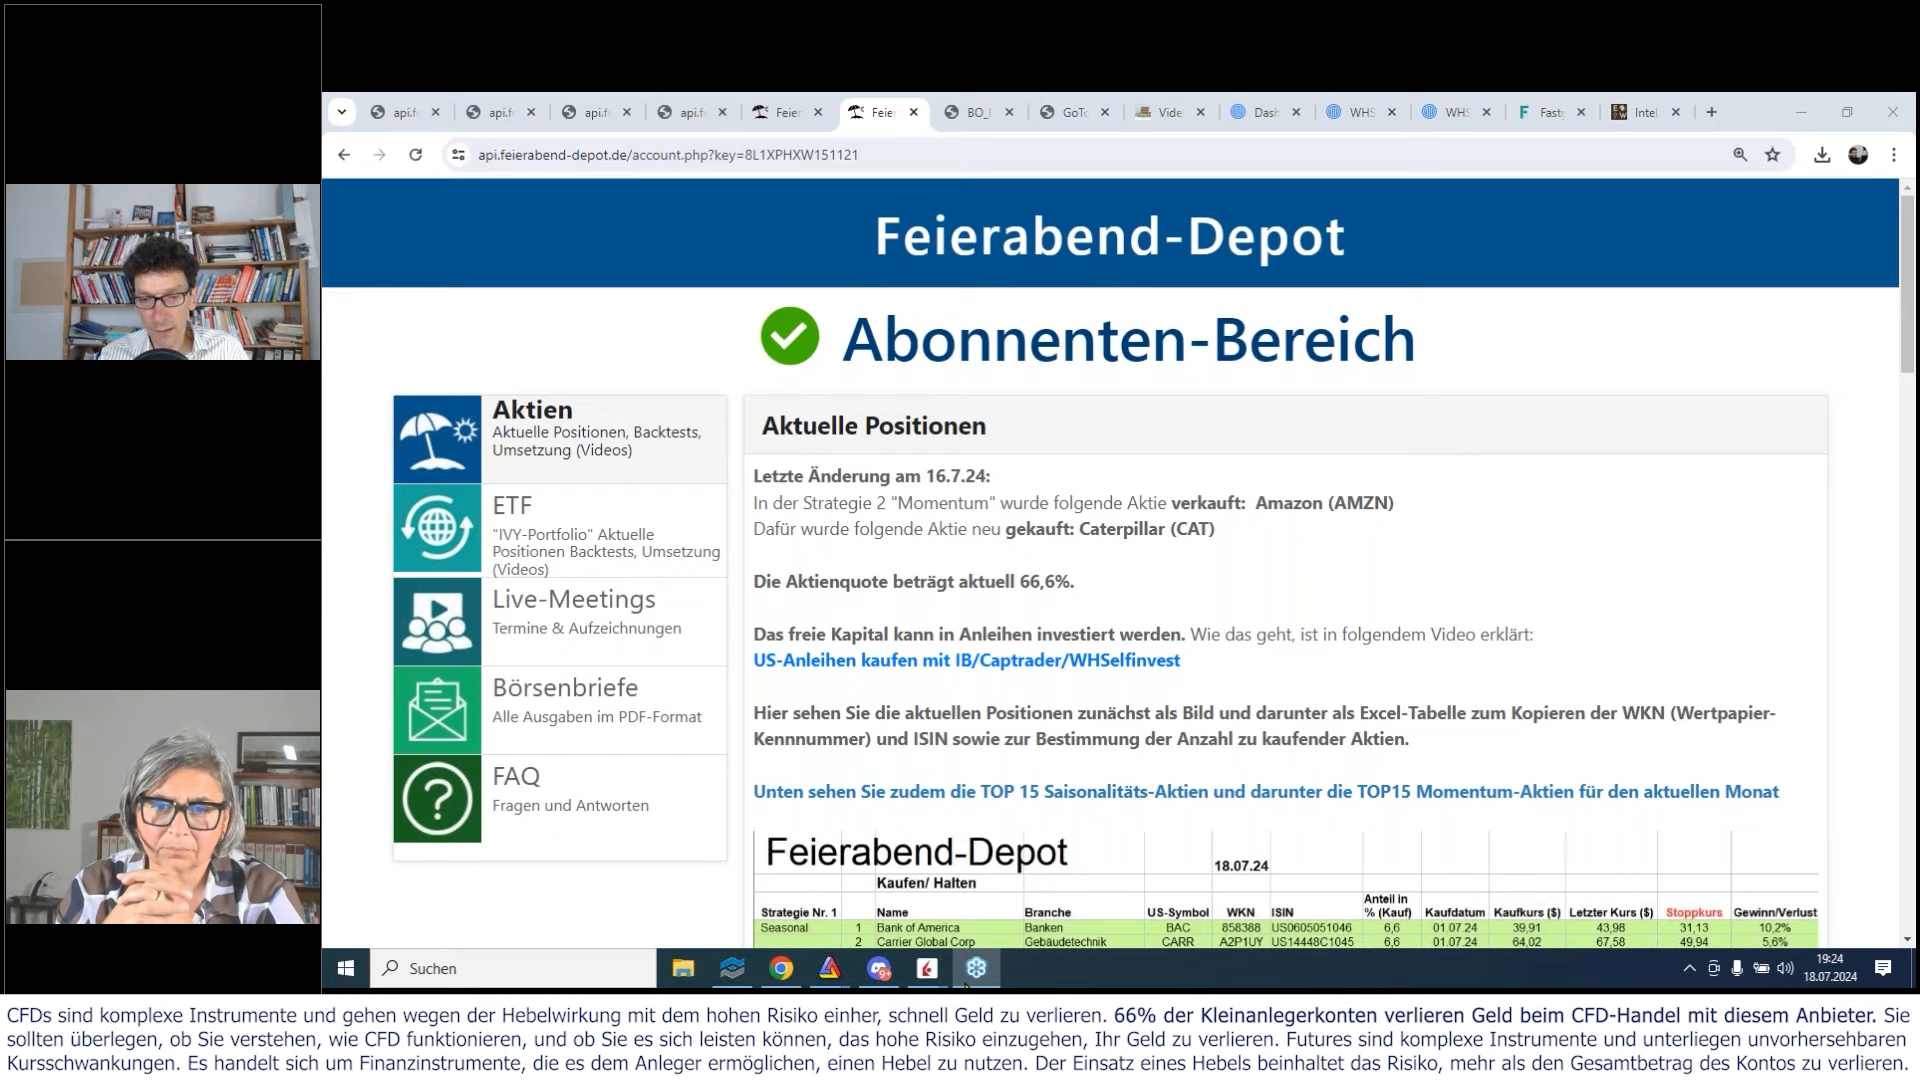 api.f
api.f
api.f
api.f
Feier
Feier
BO_I
GoTc
Vide
Dash
WHS
WHS
Fast
Intel
api.feierabend-depot.de/account.php?key=8L1XPHXW151121
Feierabend-Depot
Abonnenten-Bereich
Aktien
Aktuelle Positionen, Backtests,
Umsetzung (Videos)
ETF
"IVY-Portfolio" Aktuelle
Positionen Backtests, Umsetzung
(Videos)
Live-Meetings
Termine & Aufzeichnungen
Börsenbriefe
Alle Ausgaben im PDF-Format
FAQ
Fragen und Antworten
Aktuelle Positionen
Letzte Änderung am 16.7.24:
In der Strategie 2 "Momentum" wurde folgende Aktie verkauft: Amazon (AMZN)
Dafür wurde folgende Aktie neu gekauft: Caterpillar (CAT)
Die Aktienquote beträgt aktuell 66,6%.
Das freie Kapital kann in Anleihen investiert werden. Wie das geht, ist in folgendem Video erklärt:
US-Anleihen kaufen mit IB/Captrader/WHSelfinvest
Hier sehen Sie die aktuellen Positionen zunächst als Bild und darunter als Excel-Tabelle zum Kopieren der WKN (Wertpapier-
Kennnummer) und ISIN sowie zur Bestimmung der Anzahl zu kaufender Aktien.
Unten sehen Sie zudem die TOP 15 Saisonalitäts-Aktien und darunter die TOP15 Momentum-Aktien für den aktuellen Monat
Feierabend-Depot 18.07.24
Kaufen/ Halten
Strategie Nr. 1 Name Branche US-Symbol WKN ISIN Anteil in % (Kauf) Kaufdatum Kaufkurs ($) Letzter Kurs ($) Stoppkurs Gewinn/Verlust
Seasonal 1 Bank of America Banken BAC 858388 US0605051046 6,6 01.07.24 39,91 43,98 31,13 10,2%
2 Carrier Global Corp Gebäudetechnik CARR A2P1UY US14448C1045 6,6 01.07.24 64,02 67,58 49,94 5,6%
Suchen
9+
19:24
18.07.2024
CFDs sind komplexe Instrumente und gehen wegen der Hebelwirkung mit dem hohen Risiko einher, schnell Geld zu verlieren. 66% der Kleinanlegerkonten verlieren Geld beim CFD-Handel mit diesem Anbieter. Sie
sollten überlegen, ob Sie verstehen, wie CFD funktionieren, und ob Sie es sich leisten können, das hohe Risiko einzugehen, Ihr Geld zu verlieren. Futures sind komplexe Instrumente und unterliegen unvorhersehbaren
Kursschwankungen. Es handelt sich um Finanzinstrumente, die es dem Anleger ermöglichen, einen Hebel zu nutzen. Der Einsatz eines Hebels beinhaltet das Risiko, mehr als den Gesamtbetrag des Kontos zu verlieren.